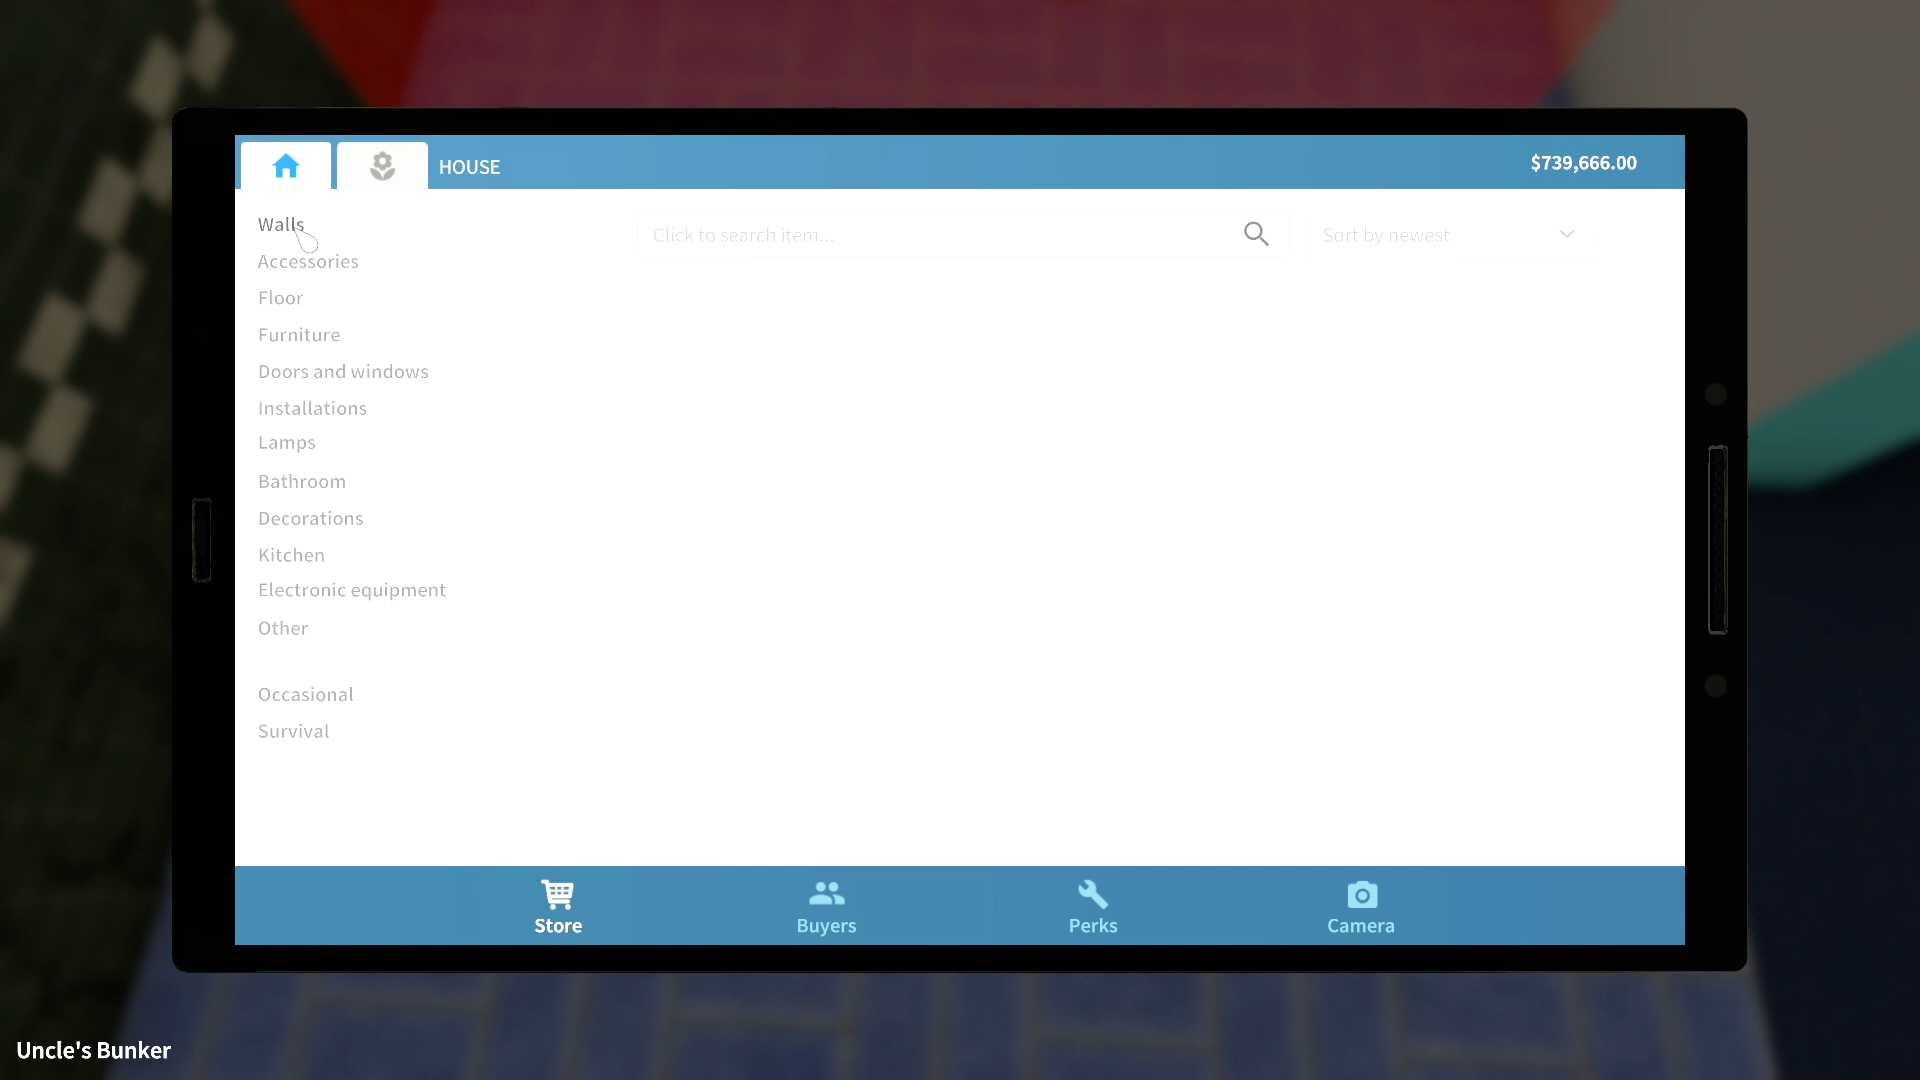 HOUSE
$739,666.00
Walls
Click to search item...
Sort by newest
Accessories
Floor
Furniture
Doors and windows
Installations
Lamps
Bathroom
Decorations
Kitchen
Electronic equipment
Other
Occasional
Survival
Store
Buyers
Perks
Camera
Uncle's Bunker